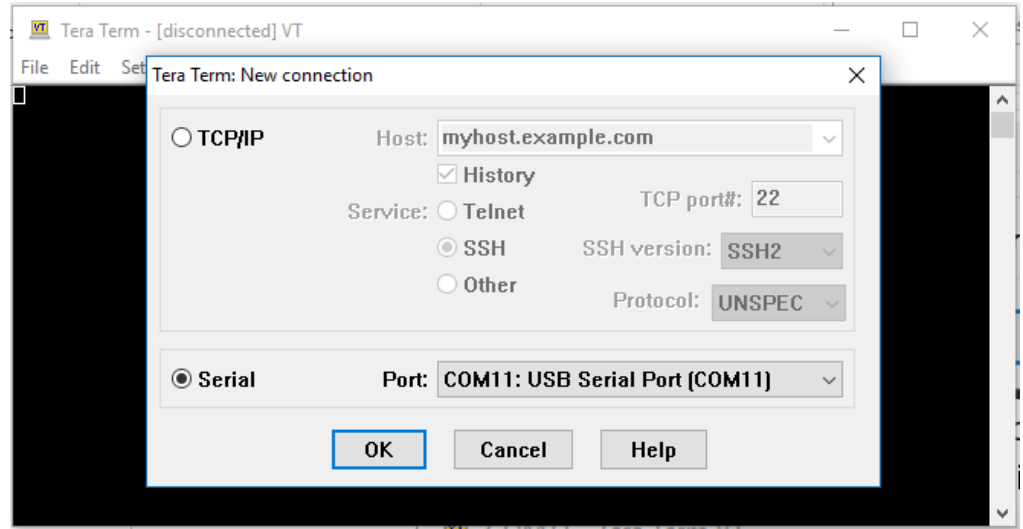 Tera Term - [disconnected] VT
File Edit Set
Tera Term: New connection
TCP/IP Host: myhost.example.com
History
Service: Telnet TCP port#: 22
SSH SSH version: SSH2
Other Protocol: UNSPEC
Serial Port: COM11: USB Serial Port (COM11)
OK Cancel Help